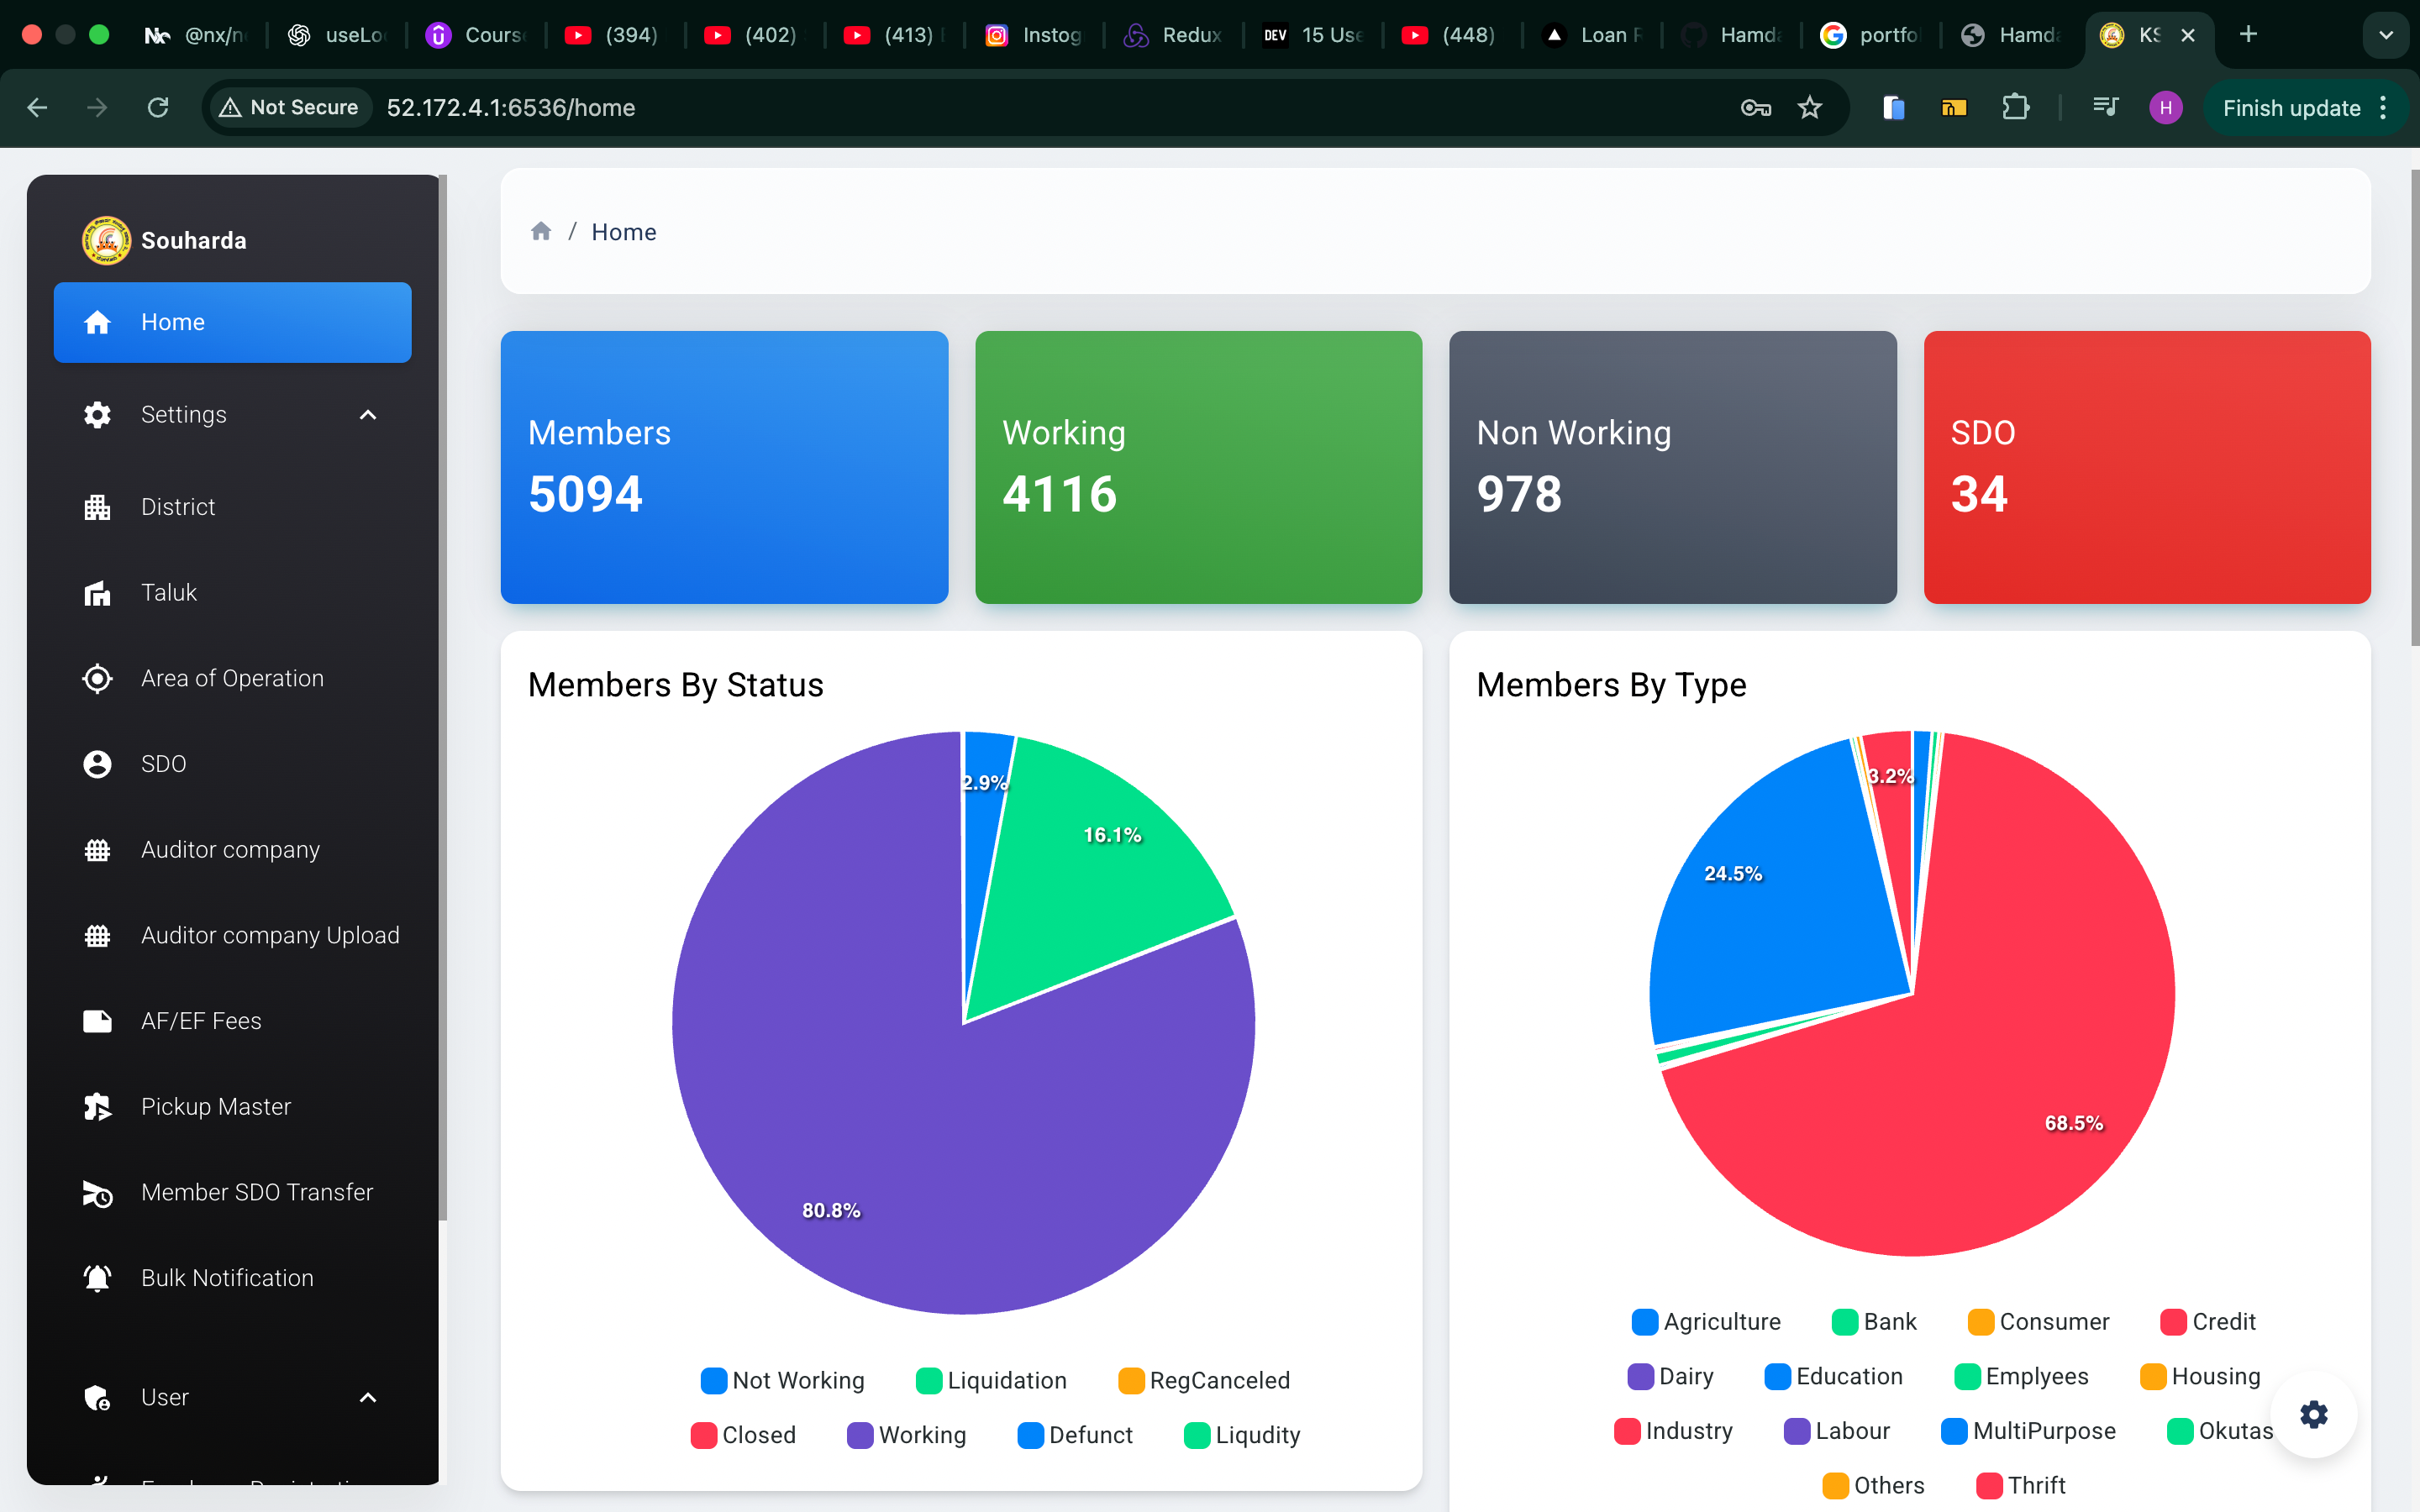 @nx/n
useLo
Cours
(394)
(402)
(413)
Instog
Redux
DEV 15 Use
(448)
Loan R
Hamda
portfo
Hamda
KS
Not Secure 52.172.4.1:6536/home
H
Finish update
Souharda
Home
Settings
District
Taluk
Area of Operation
SDO
Auditor company
Auditor company Upload
AF/EF Fees
Pickup Master
Member SDO Transfer
Bulk Notification
User
/ Home
Members
5094
Working
4116
Non Working
978
SDO
34
Members By Status
2.9%
16.1%
80.8%
Not Working Liquidation RegCanceled
Closed Working Defunct Liqudity
Members By Type
3.2%
24.5%
68.5%
Agriculture Bank Consumer Credit
Dairy Education Emplyees Housing
Industry Labour MultiPurpose Okutas
Others Thrift